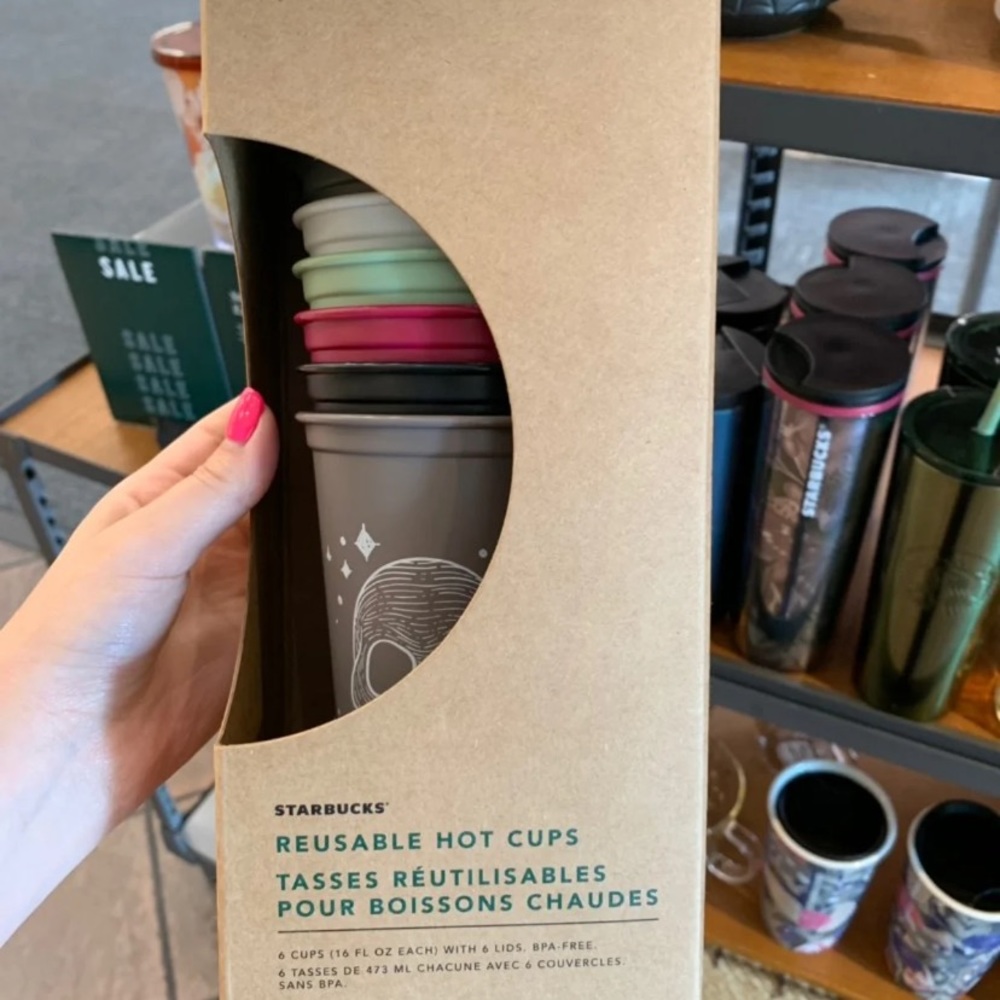 SALE
SALE
SALE
SALE
SALE
SALE
STARBUCKS
STARBUCKS
REUSABLE HOT CUPS
TASSES RÉUTILISABLES
POUR BOISSONS CHAUDES
6 CUPS (16 FL OZ EACH) WITH 6 LIDS. BPA-FREE.
6 TASSES DE 473 ML CHACUNE AVEC 6 COUVERCLES.
SANS BPA.